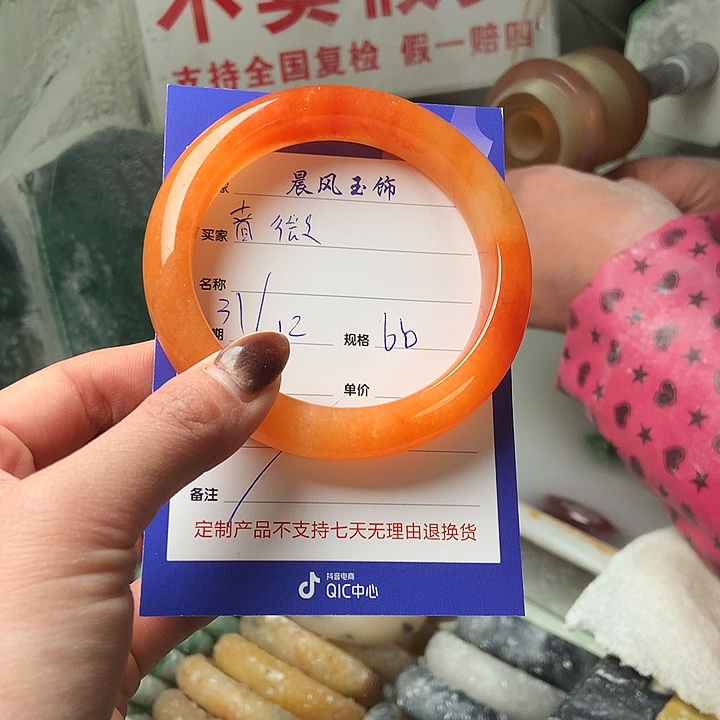 支持全国复检 假一赔四
晨风玉饰
买家
名称
期 31/12 规格 66
单价
备注
定制产品不支持七天无理由退换货
抖音电商
QIC中心